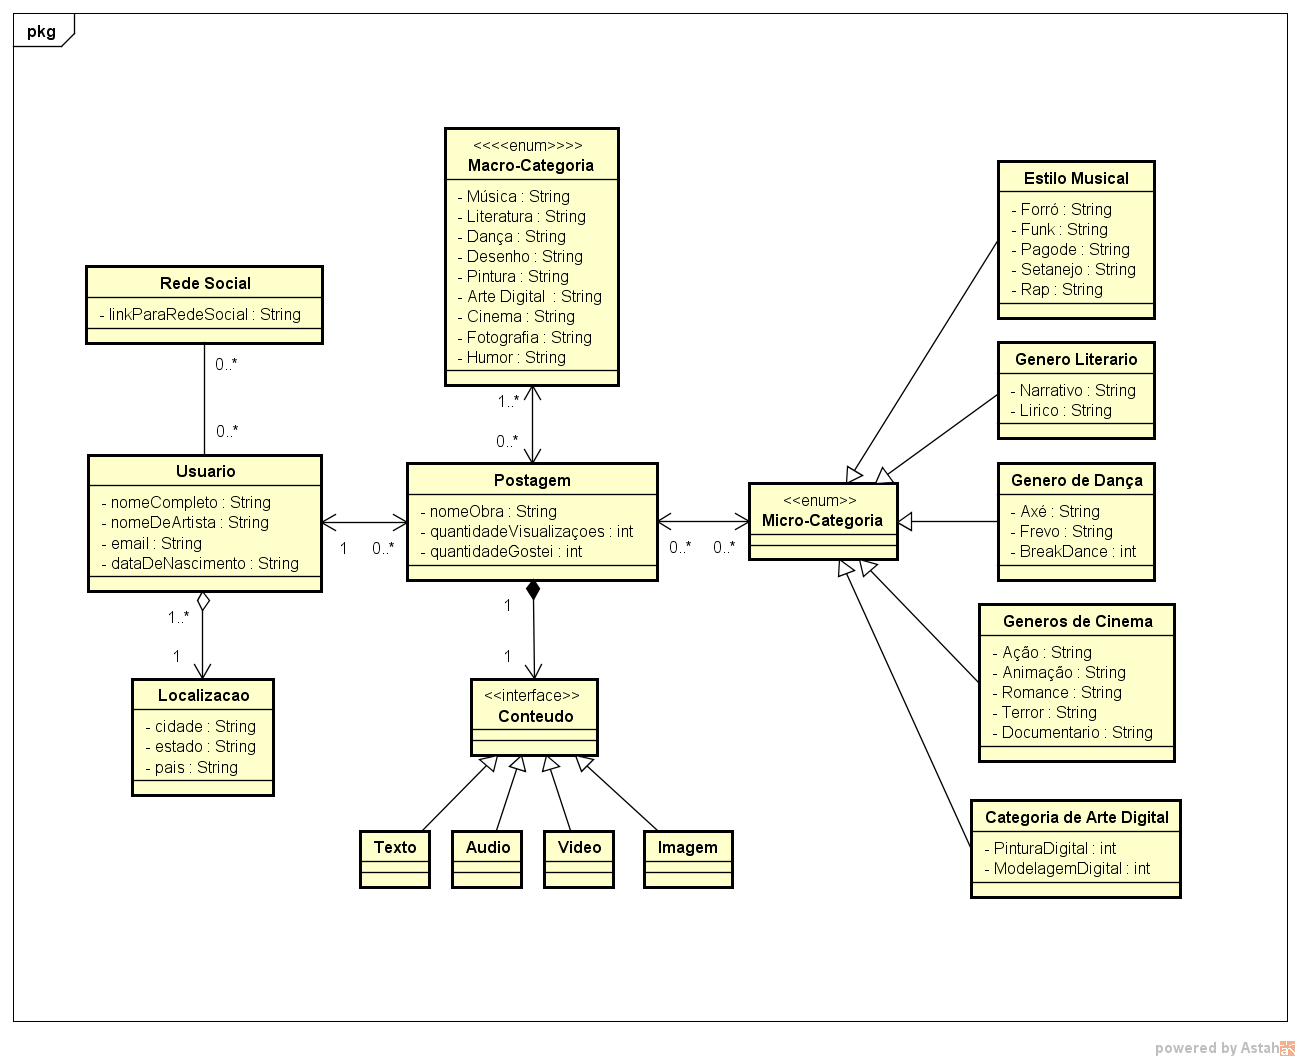 pkg
<<<<enum>>>>
Macro-Categoria
- Música : String
- Literatura : String
- Dança : String
- Desenho : String
- Pintura : String
- Arte Digital : String
- Cinema : String
- Fotografia : String
- Humor : String
Estilo Musical
- Forró : String
- Funk : String
- Pagode : String
- Setanejo : String
- Rap : String
Rede Social
- linkParaRedeSocial : String
0..*
0..*
Genero Literario
- Narrativo : String
- Lirico : String
1..*
0..*
Usuario
- nomeCompleto : String
- nomeDeArtista : String
- email : String
- dataDeNascimento : String
1
0..*
Postagem
- nomeObra : String
- quantidadeVisualizaçoes : int
- quantidadeGostei : int
0..*
0..*
<<enum>>
Micro-Categoria
Genero de Dança
- Axé : String
- Frevo : String
- BreakDance : int
1..*
1
1
1
Localizacao
- cidade : String
- estado : String
- pais : String
<<interface>>
Conteudo
Generos de Cinema
- Ação : String
- Animação : String
- Romance : String
- Terror : String
- Documentario : String
Texto
Audio
Video
Imagem
Categoria de Arte Digital
- PinturaDigital : int
- ModelagemDigital : int
powered by Astah